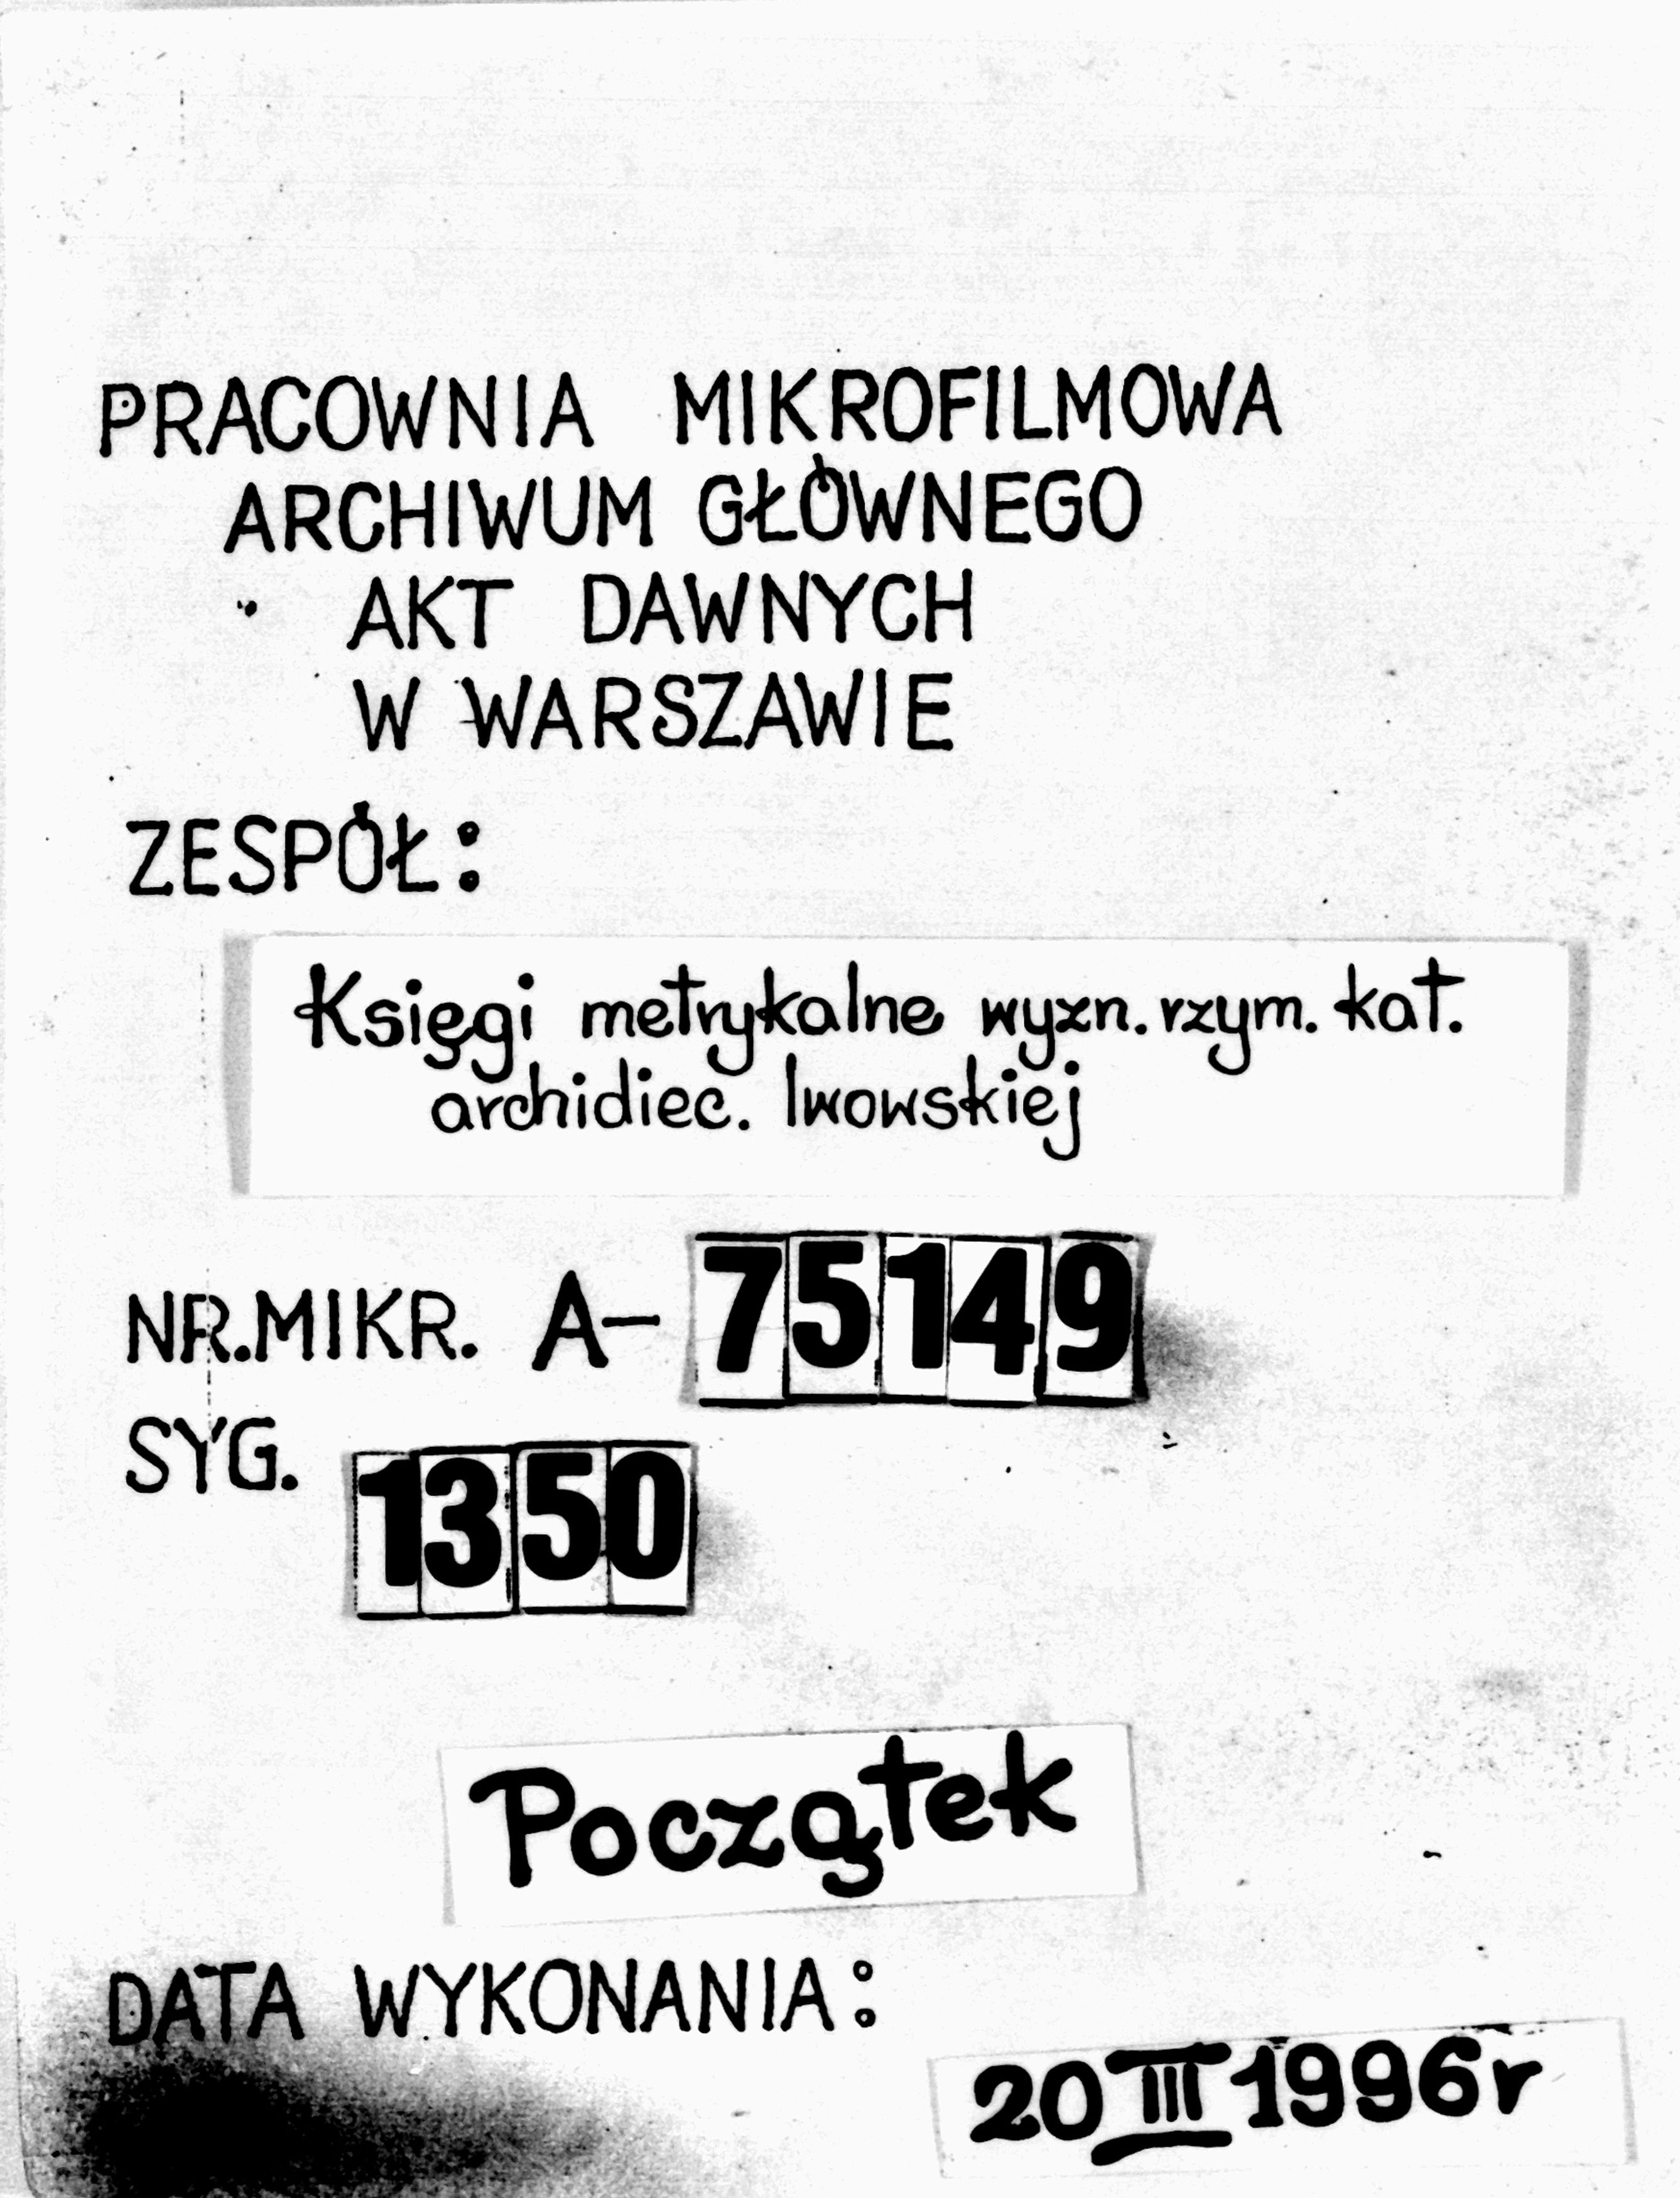 PRACOWNIA MIKROFILMOWA
ARCHIWUM GŁÓWNEGO
AKT DAWNYCH
W WARSZAWIE
ZESPÓŁ:
Księgi metrykalne wyzn. rzym. kat.
archidiec. lwowskiej
NR. MIKR. A- 75149
SYG. 1350
Początek
DATA WYKONANIA:
20 III 1996r